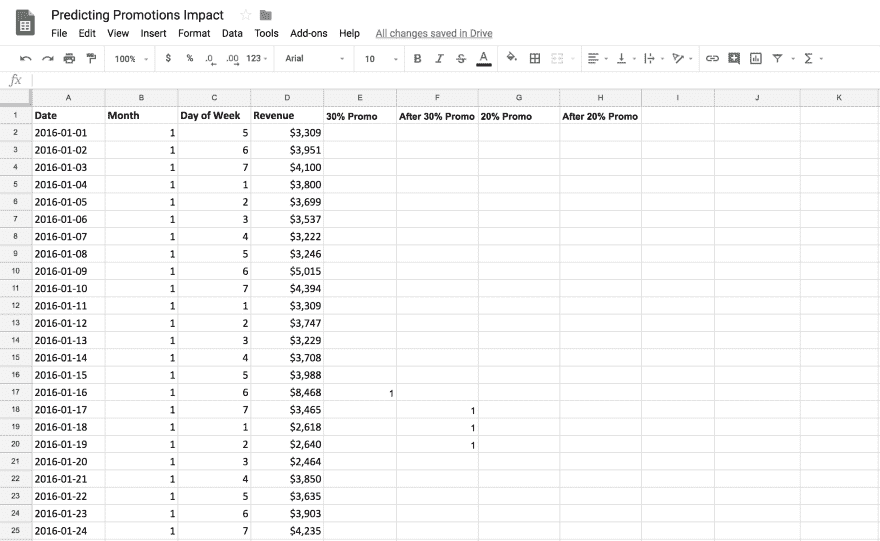 Predicting Promotions Impact
File Edit View Insert Format Data Tools Add-ons Help All changes saved in Drive
100% $ % .0 .00 123 Arial 10 B I S A
fx
A B C D E F G H I J K
1 Date Month Day of Week Revenue 30% Promo After 30% Promo 20% Promo After 20% Promo
2 2016-01-01 1 5 $3,309
3 2016-01-02 1 6 $3,951
4 2016-01-03 1 7 $4,100
5 2016-01-04 1 1 $3,800
6 2016-01-05 1 2 $3,699
7 2016-01-06 1 3 $3,537
8 2016-01-07 1 4 $3,222
9 2016-01-08 1 5 $3,246
10 2016-01-09 1 6 $5,015
11 2016-01-10 1 7 $4,394
12 2016-01-11 1 1 $3,309
13 2016-01-12 1 2 $3,747
14 2016-01-13 1 3 $3,229
15 2016-01-14 1 4 $3,708
16 2016-01-15 1 5 $3,988
17 2016-01-16 1 6 $8,468 1
18 2016-01-17 1 7 $3,465 1
19 2016-01-18 1 1 $2,618 1
20 2016-01-19 1 2 $2,640 1
21 2016-01-20 1 3 $2,464
22 2016-01-21 1 4 $3,850
23 2016-01-22 1 5 $3,635
24 2016-01-23 1 6 $3,903
25 2016-01-24 1 7 $4,235